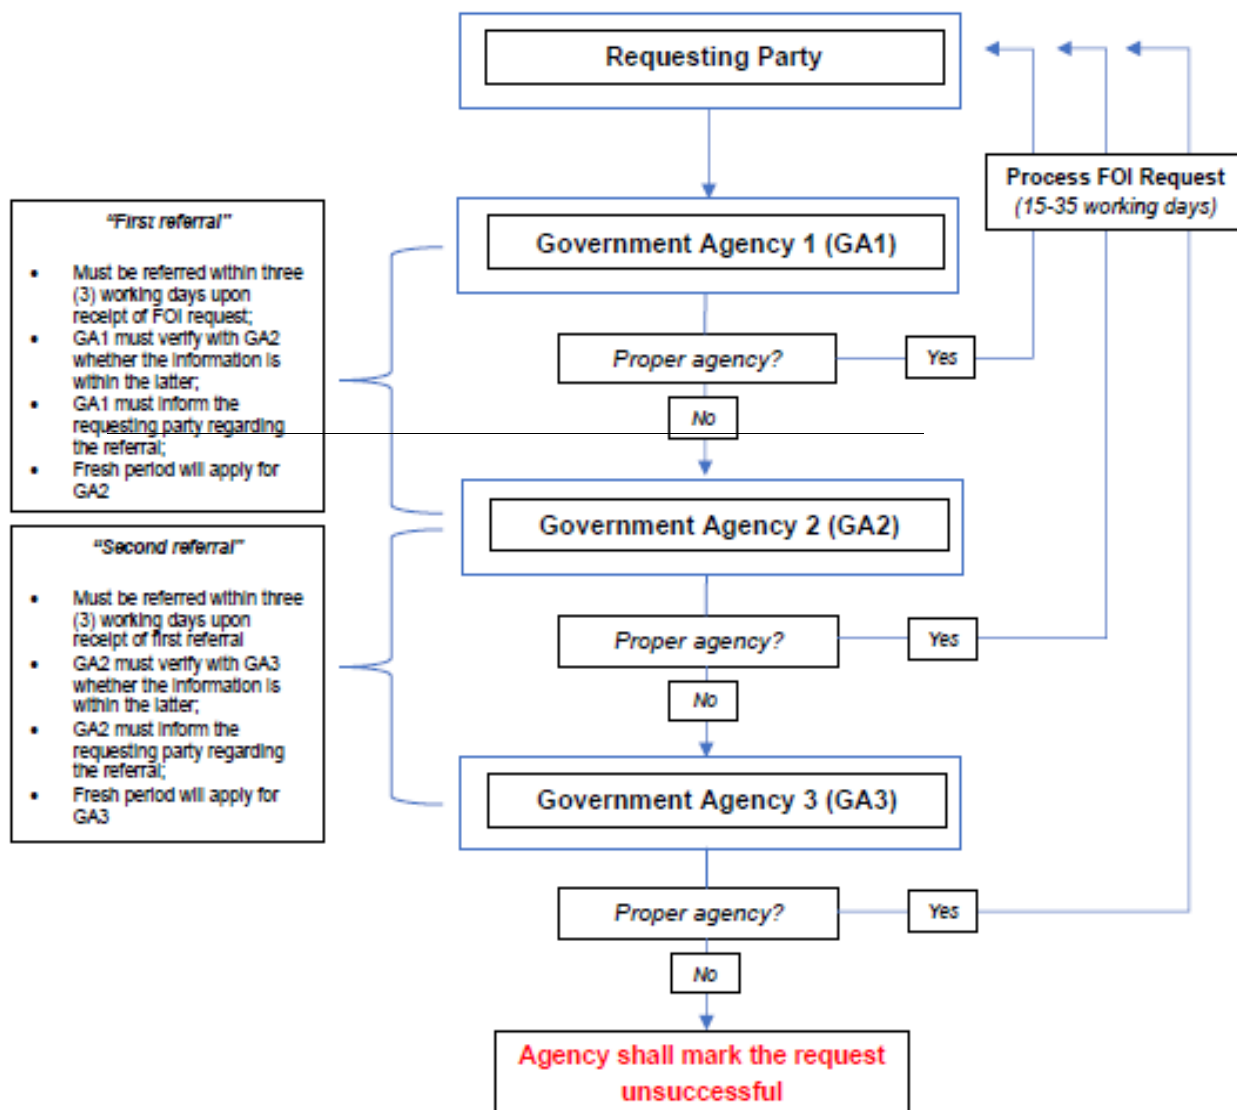 Requesting Party
Process FOI Request
(15-35 working days)
"First referral"
• Must be referred within three
(3) working days upon
receipt of FOI request;
• GA1 must verify with GA2
whether the information is
within the latter;
• GA1 must inform the
requesting party regarding
the referral;
• Fresh period will apply for
GA2
Government Agency 1 (GA1)
Proper agency?
Yes
No
"Second referral"
• Must be referred within three
(3) working days upon
receipt of first referral
• GA2 must verify with GA3
whether the information is
within the latter;
• GA2 must inform the
requesting party regarding
the referral;
• Fresh period will apply for
GA3
Government Agency 2 (GA2)
Proper agency?
Yes
No
Government Agency 3 (GA3)
Proper agency?
Yes
No
Agency shall mark the request
unsuccessful